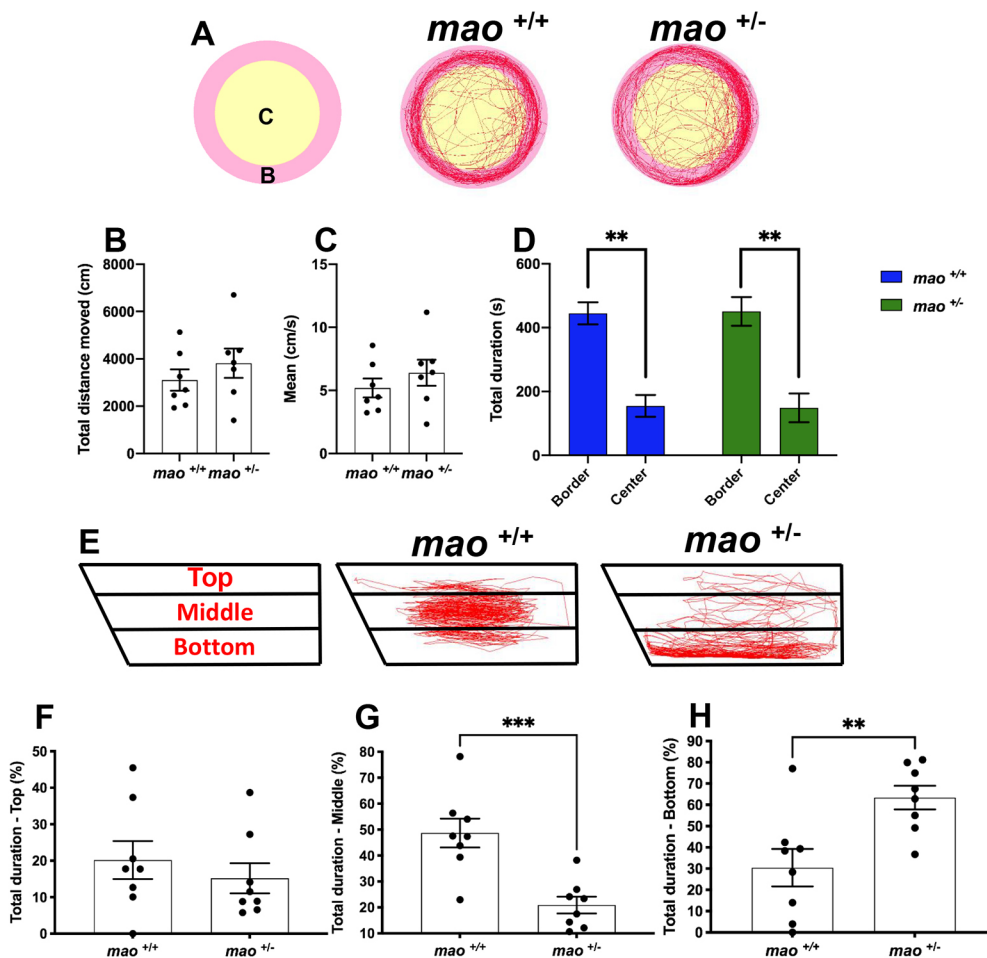 A
mao +/+
mao +/-
C
B
B
Total distance moved (cm)
8000
6000
4000
2000
0
mao +/+
mao +/-
C
Mean (cm/s)
15
10
5
0
mao +/+
mao +/-
D
Total duration (s)
600
400
200
0
**
**
Border
Center
Border
Center
mao +/+
mao +/-
E
mao +/+
mao +/-
Top
Middle
Bottom
F
Total duration - Top (%)
50
40
30
20
10
0
mao +/+
mao +/-
G
Total duration - Middle (%)
80
70
60
50
40
30
20
10
***
mao +/+
mao +/-
H
Total duration - Bottom (%)
90
80
70
60
50
40
30
20
10
0
**
mao +/+
mao +/-